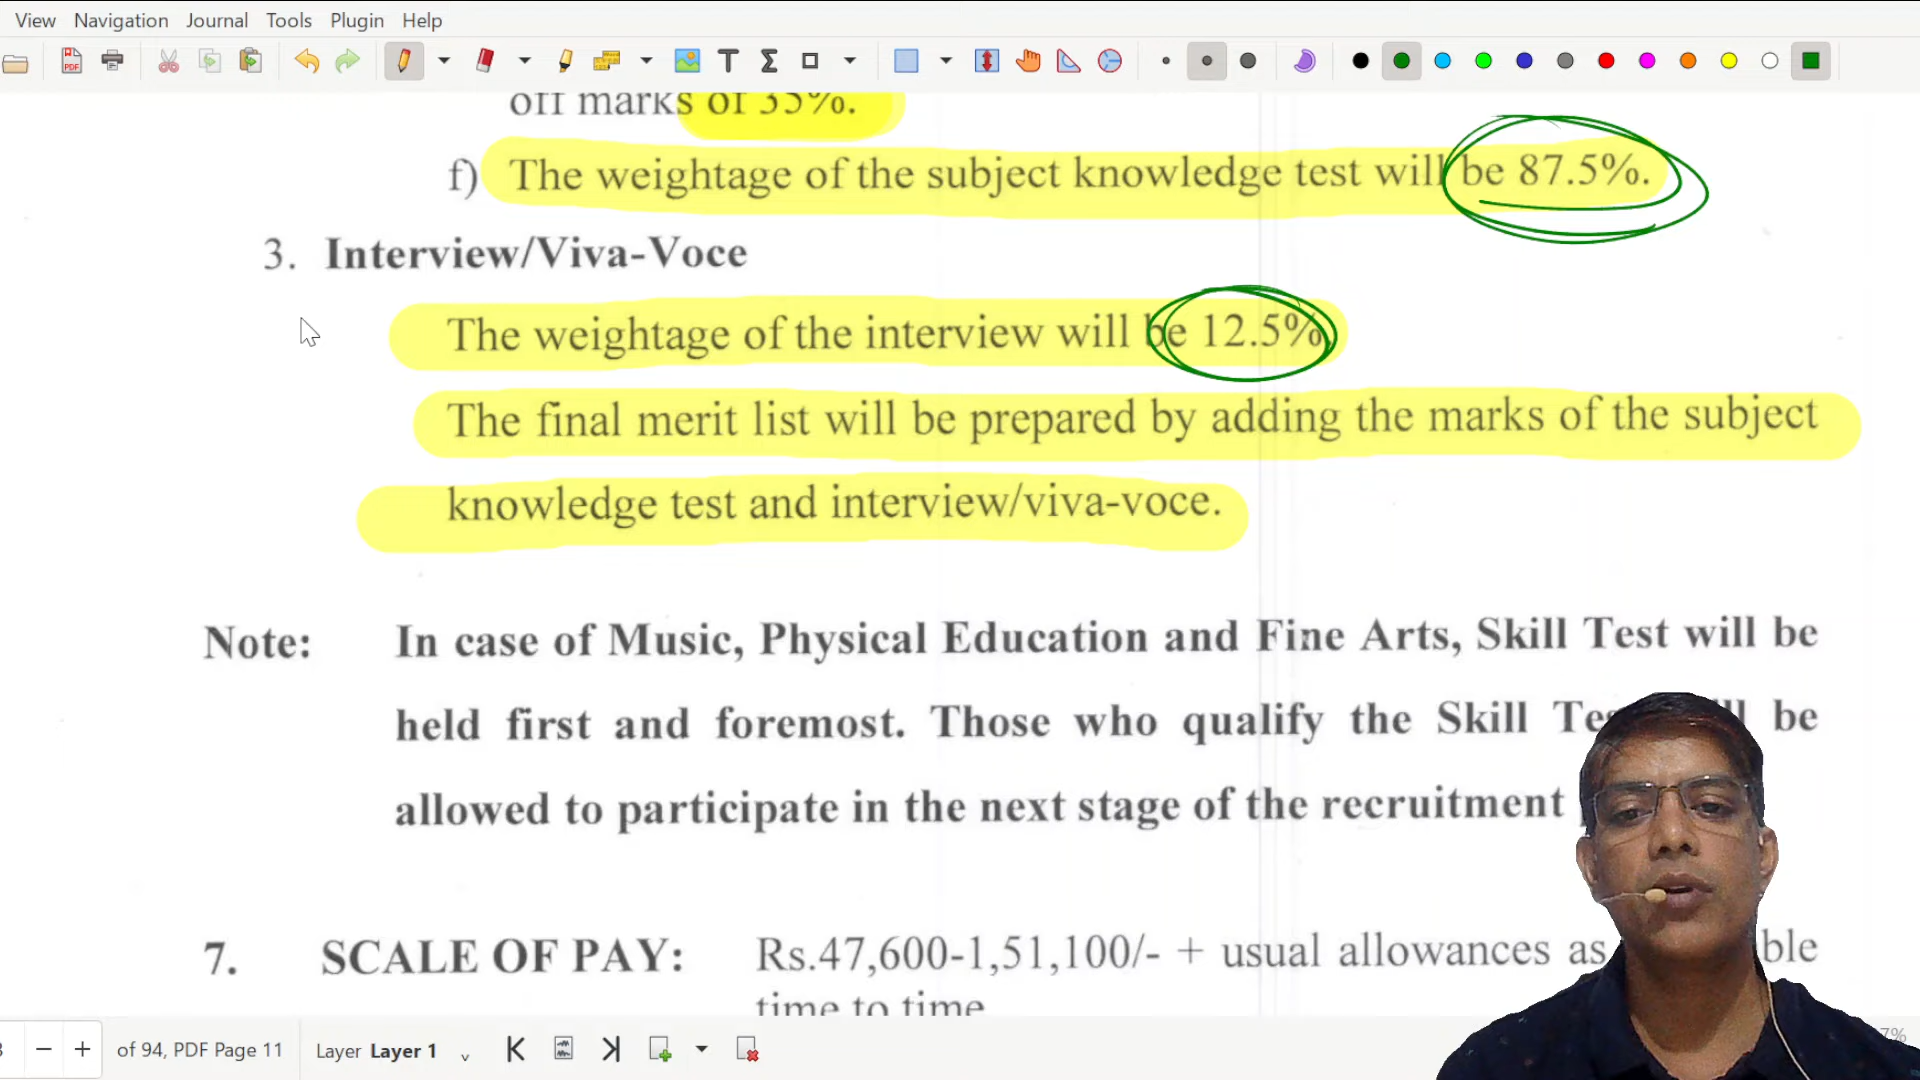 View Navigation Journal Tools Plugin Help
off marks of 35%.
f) The weightage of the subject knowledge test will be 87.5%.
3. Interview/Viva-Voce
The weightage of the interview will be 12.5%
The final merit list will be prepared by adding the marks of the subject
knowledge test and interview/viva-voce.
Note: In case of Music, Physical Education and Fine Arts, Skill Test will be
held first and foremost. Those who qualify the Skill be
allowed to participate in the next stage of the recruitment
7. SCALE OF PAY: Rs.47,600-1,51,100/- + usual allowances as
time to time
of 94, PDF Page 11 Layer Layer 1